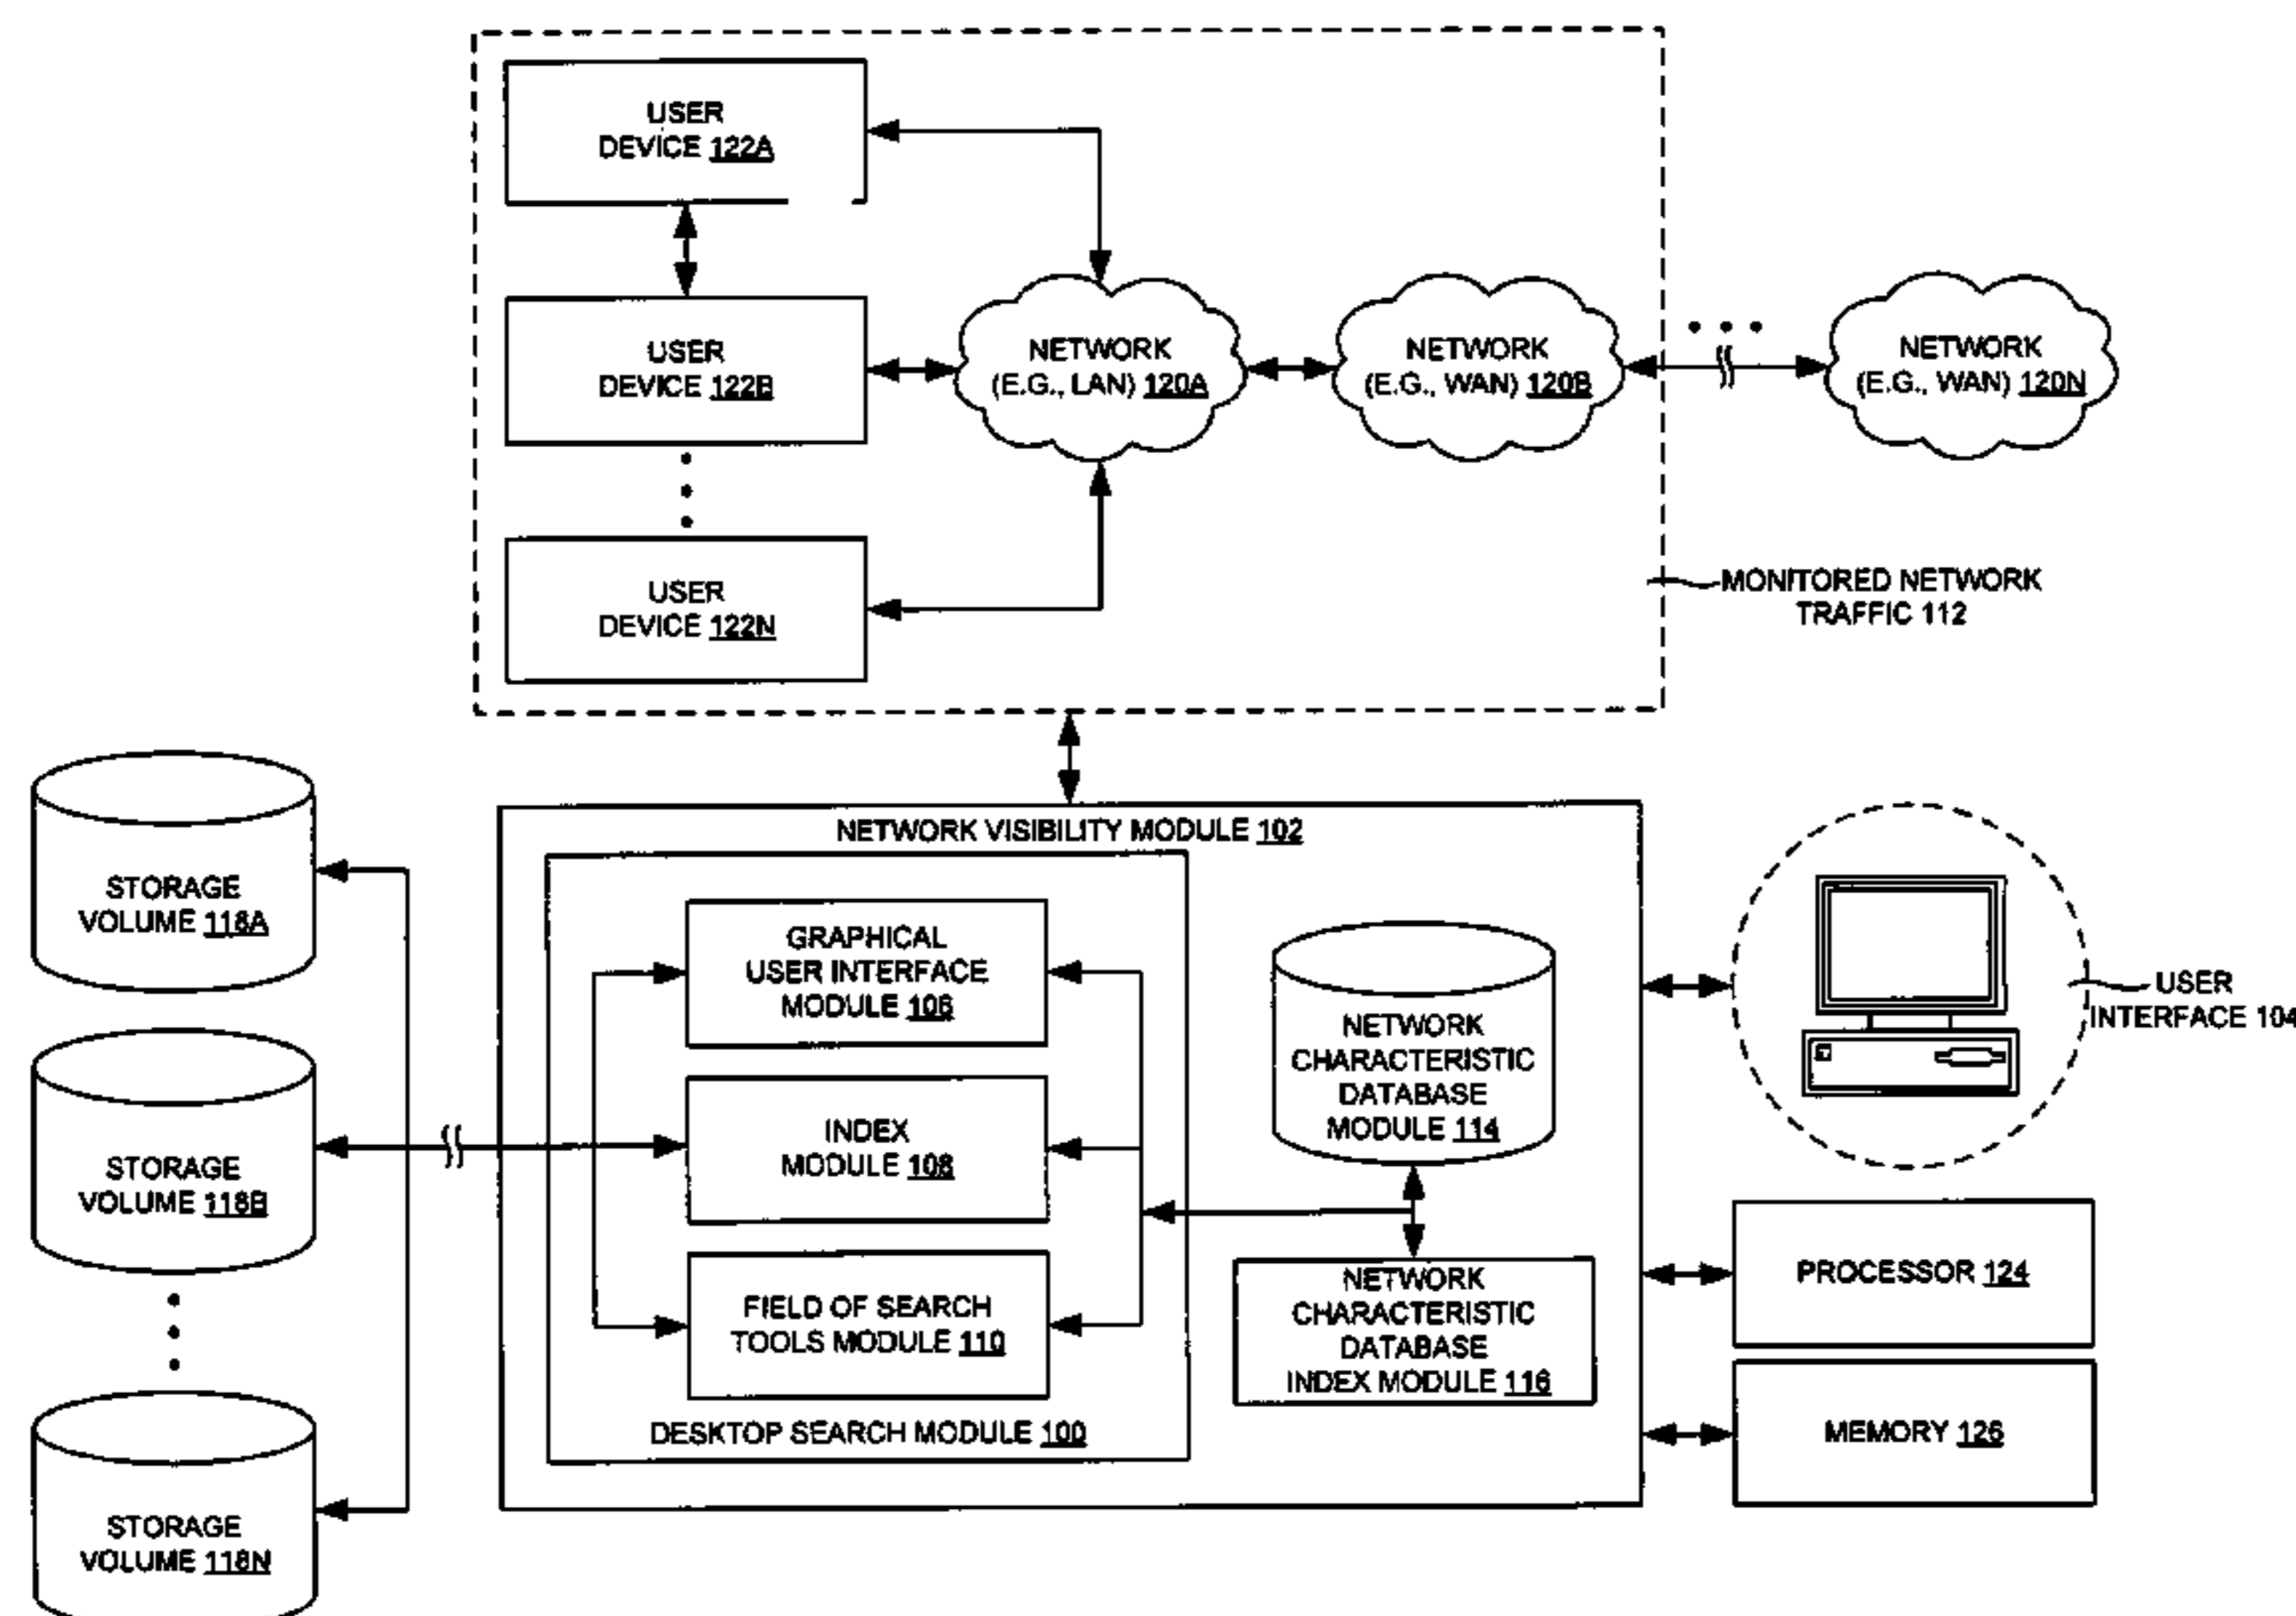 USER
DEVICE 122A
USER
DEVICE 122B
USER
DEVICE 122N
NETWORK
(E.G., LAN) 120A
NETWORK
(E.G., WAN) 120B
NETWORK
(E.G., WAN) 120N
MONITORED NETWORK
TRAFFIC 112
STORAGE
VOLUME 118A
STORAGE
VOLUME 118B
STORAGE
VOLUME 118N
NETWORK VISIBILITY MODULE 102
GRAPHICAL
USER INTERFACE
MODULE 106
INDEX
MODULE 108
FIELD OF SEARCH
TOOLS MODULE 110
DESKTOP SEARCH MODULE 100
NETWORK
CHARACTERISTIC
DATABASE
MODULE 114
NETWORK
CHARACTERISTIC
DATABASE
INDEX MODULE 116
USER
INTERFACE 104
PROCESSOR 124
MEMORY 126